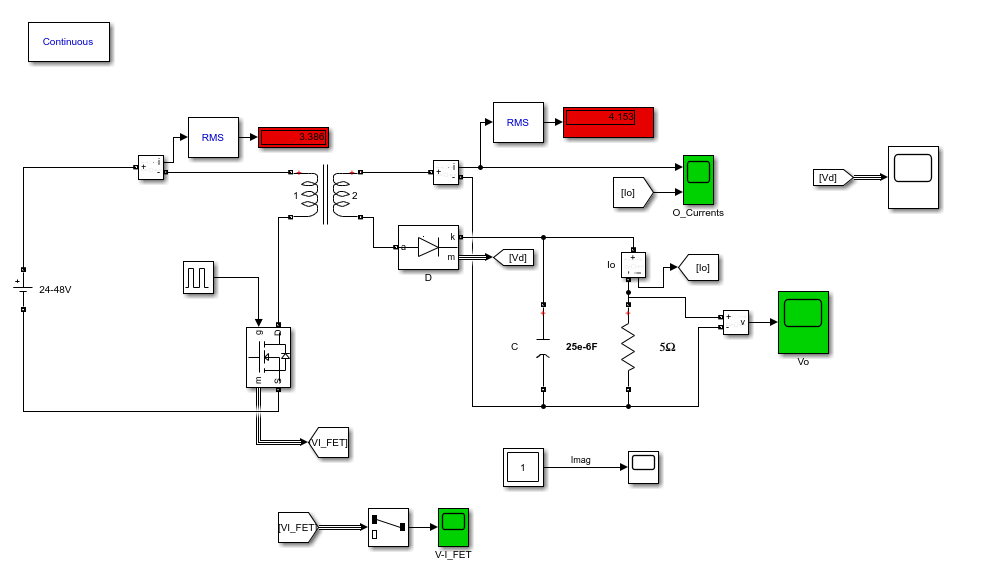 Continuous
RMS
3.386
RMS
4.153
+ i
-
+ i
-
1
2
[Io]
O_Currents
[Vd]
k
a
m
D
[Vd]
Io
+
[Io]
+
24-48V
g
D
m
S
C
25e-6F
5Ω
+
-
v
Vo
[VI_FET]
1
Imag
[VI_FET]
V-I_FET